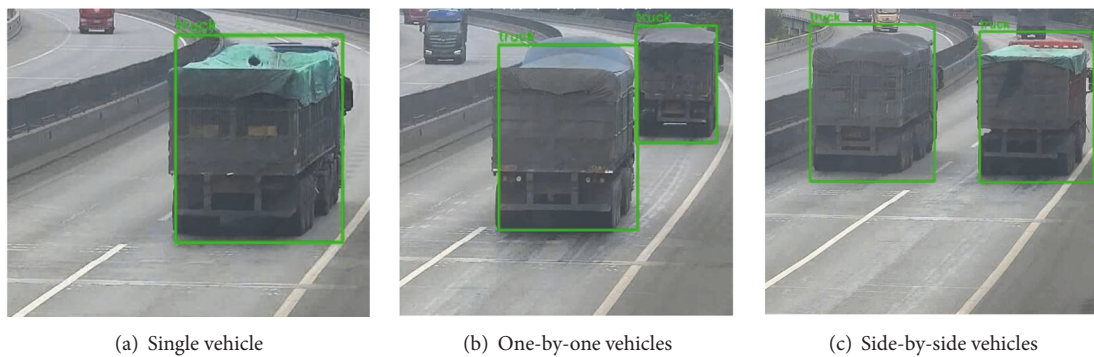 truck
truck
truck
truck
truck
(a) Single vehicle
(b) One-by-one vehicles
(c) Side-by-side vehicles